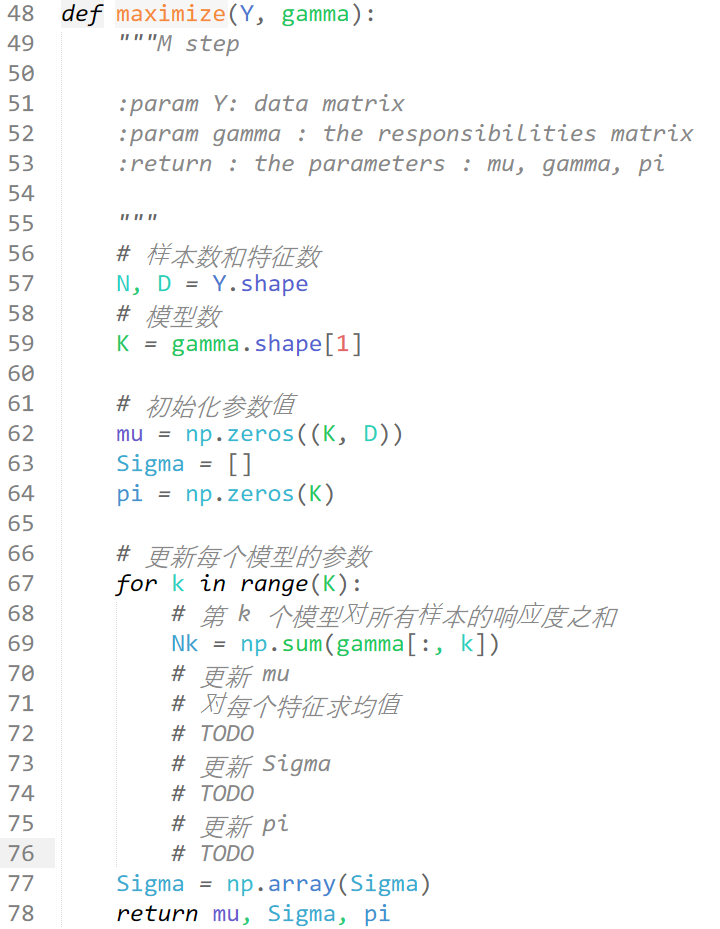 48 def maximize(Y, gamma):
49     """M step
50
51     :param Y: data matrix
52     :param gamma : the responsibilities matrix
53     :return : the parameters : mu, gamma, pi
54
55     """
56     # 样本数和特征数
57     N, D = Y.shape
58     # 模型数
59     K = gamma.shape[1]
60
61     # 初始化参数值
62     mu = np.zeros((K, D))
63     Sigma = []
64     pi = np.zeros(K)
65
66     # 更新每个模型的参数
67     for k in range(K):
68         # 第 k 个模型对所有样本的响应度之和
69         Nk = np.sum(gamma[:, k])
70         # 更新 mu
71         # 对每个特征求均值
72         # TODO
73         # 更新 Sigma
74         # TODO
75         # 更新 pi
76         # TODO
77     Sigma = np.array(Sigma)
78     return mu, Sigma, pi